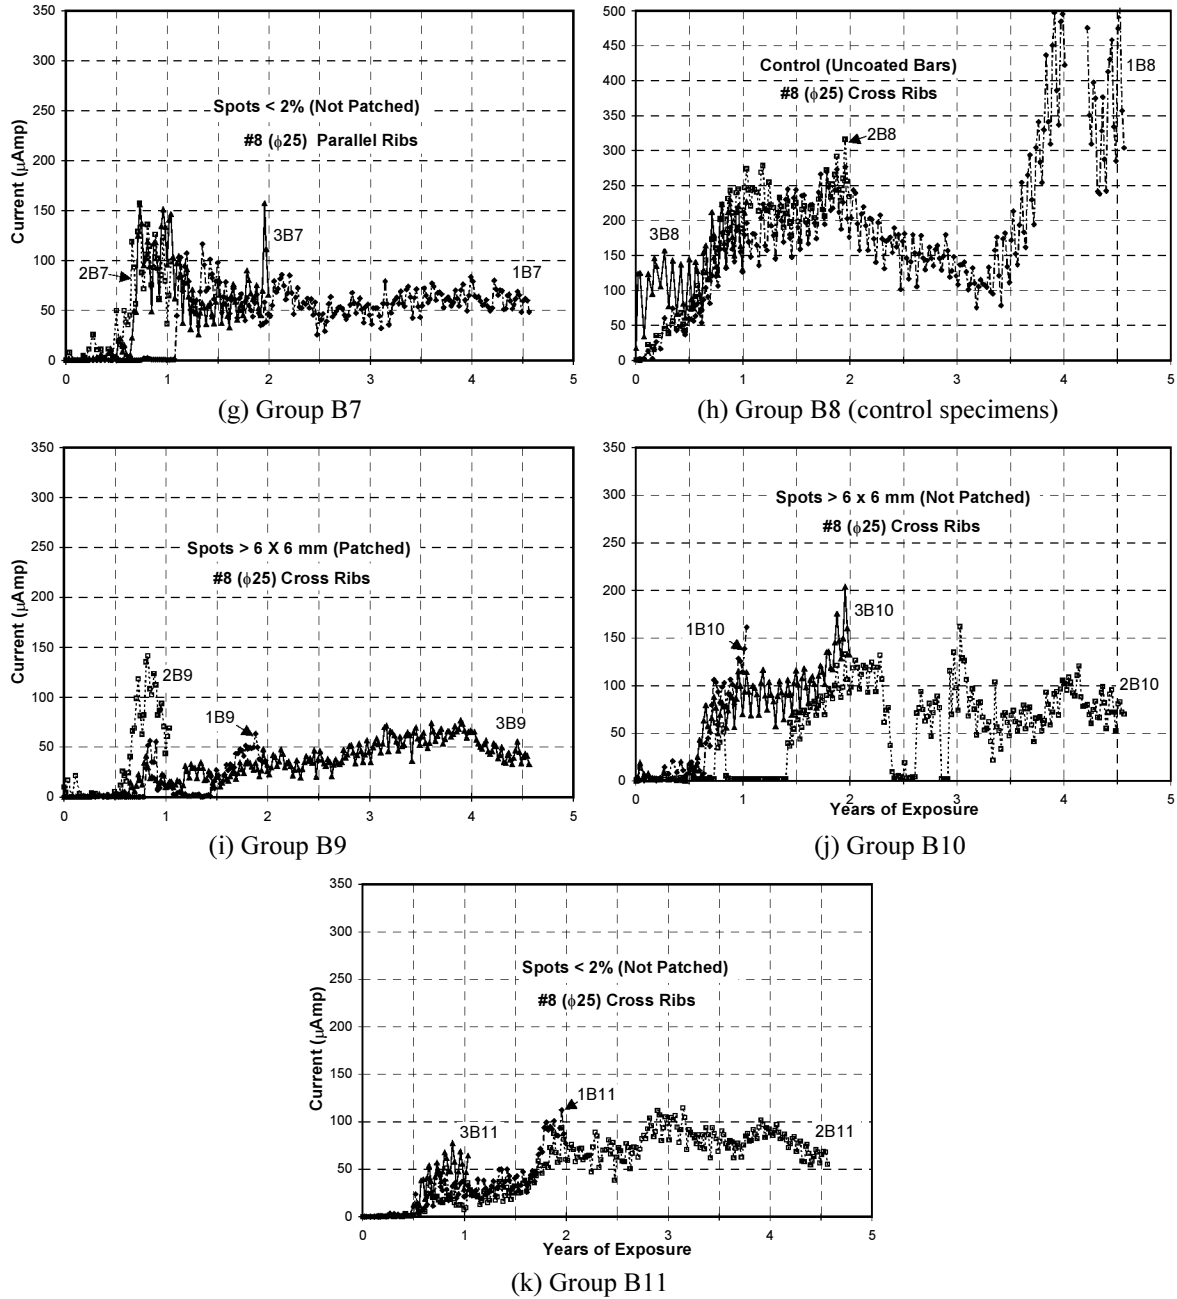 350
300
250
200
150
100
50
0
Current (µAmp)
Spots < 2% (Not Patched)
#8 (ϕ25) Parallel Ribs
2B7
3B7
1B7
0 1 2 3 4 5
(g) Group B7
500
450
400
350
300
250
200
150
100
50
0
Control (Uncoated Bars)
#8 (ϕ25) Cross Ribs
1B8
2B8
3B8
0 1 2 3 4 5
(h) Group B8 (control specimens)
350
300
250
200
150
100
50
0
Current (µAmp)
Spots > 6 X 6 mm (Patched)
#8 (ϕ25) Cross Ribs
2B9
1B9
3B9
0 1 2 3 4 5
(i) Group B9
350
300
250
200
150
100
50
0
Spots > 6 x 6 mm (Not Patched)
#8 (ϕ25) Cross Ribs
1B10
3B10
2B10
0 1 2 3 4 5
Years of Exposure
(j) Group B10
350
300
250
200
150
100
50
0
Current (µAmp)
Spots < 2% (Not Patched)
#8 (ϕ25) Cross Ribs
1B11
3B11
2B11
0 1 2 3 4 5
Years of Exposure
(k) Group B11